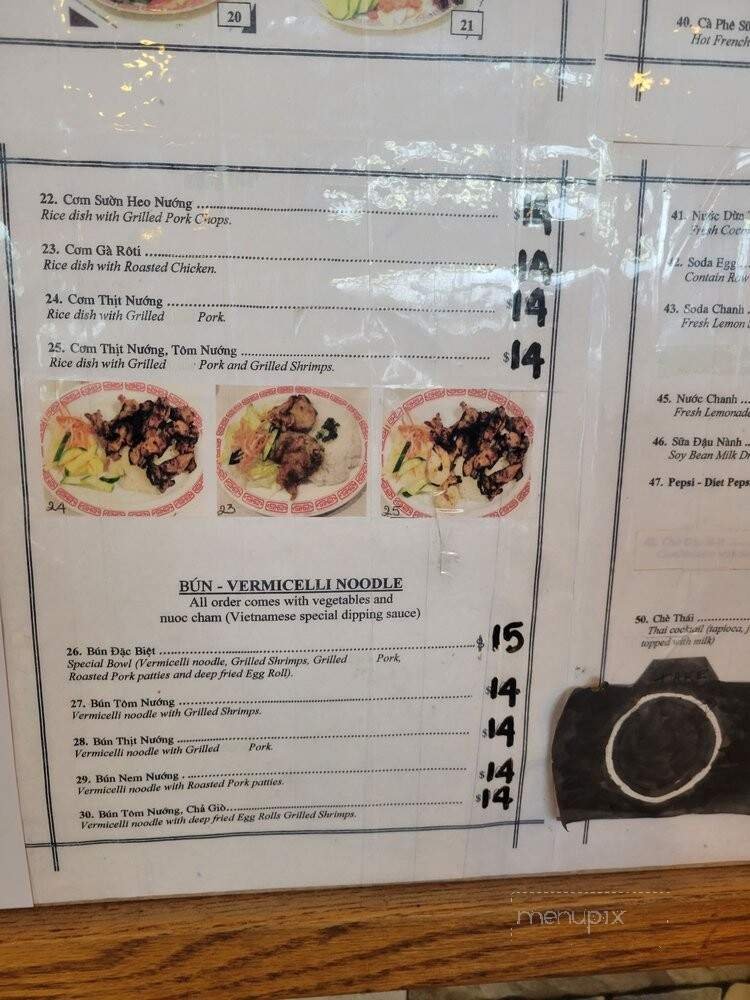 20
21
40. Cà Phê
Hot French
22. Cơm Sườn Heo Nướng
Rice dish with Grilled Pork Chops.
23. Cơm Gà Rôti
Rice dish with Roasted Chicken.
24. Cơm Thịt Nướng $14
Rice dish with Grilled Pork.
25. Cơm Thịt Nướng, Tôm Nướng $14
Rice dish with Grilled Pork and Grilled Shrimps.
24
23
25
BÚN - VERMICELLI NOODLE
All order comes with vegetables and
nuoc cham (Vietnamese special dipping sauce)
26. Bún Đặc Biệt $15
Special Bowl (Vermicelli noodle, Grilled Shrimps, Grilled Pork,
Roasted Pork patties and deep fried Egg Roll).
27. Bún Tôm Nướng $14
Vermicelli noodle with Grilled Shrimps.
28. Bún Thịt Nướng $14
Vermicelli noodle with Grilled Pork.
29. Bún Nem Nướng $14
Vermicelli noodle with Roasted Pork patties.
30. Bún Tôm Nướng, Chả Giò $14
Vermicelli noodle with deep fried Egg Rolls Grilled Shrimps.
41. Nước Dừa
Fresh
42. Soda Egg
Contain Raw
43. Soda Chanh
Fresh Lemon
45. Nước Chanh
Fresh Lemonade
46. Sữa Đậu Nành
Soy Bean Milk
47. Pepsi - Diet
50. Chè Thái
Thai cocktail (tapioca,
topped with milk)
menupix